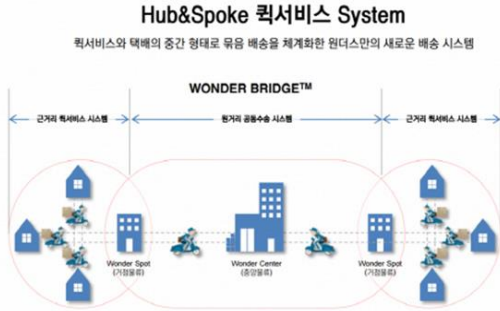 Hub&Spoke 퀵서비스 System
퀵서비스와 택배의 중간 형태로 묶음 배송을 체계화한 원더스만의 새로운 배송 시스템
WONDER BRIDGE™
근거리 퀵서비스 시스템
원거리 공동수송 시스템
근거리 퀵서비스 시스템
Wonder Spot
(거점물류)
Wonder Center
(중앙물류)
Wonder Spot
(거점물류)